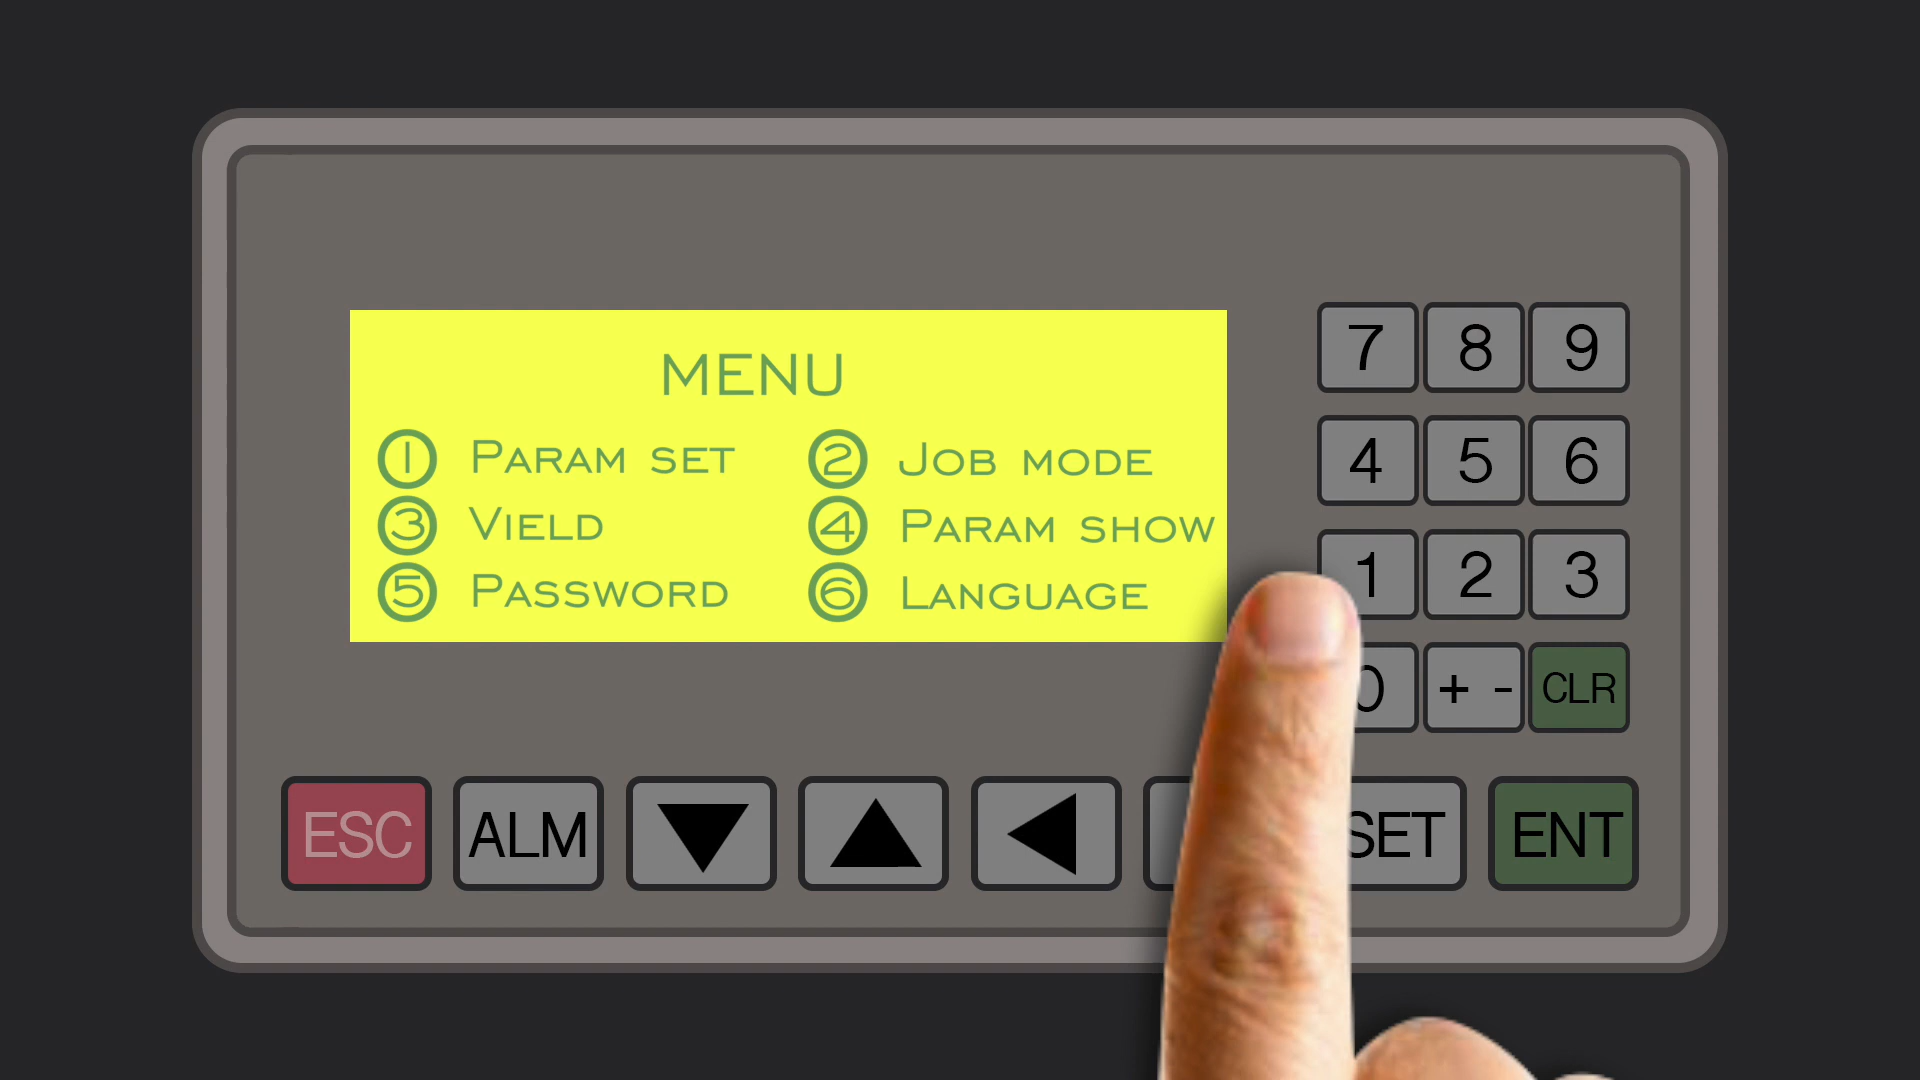 MENU
1 Param set 2 Job mode
3 Vield 4 Param show
5 Password 6 Language
7 8 9
4 5 6
1 2 3
0 + - CLR
ESC ALM SET ENT